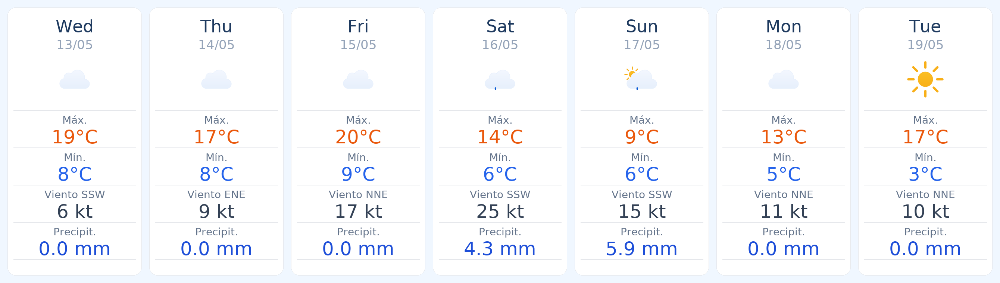 Wed
13/05
Máx.
19°C
Mín.
8°C
Viento SSW
6 kt
Precipit.
0.0 mm
Thu
14/05
Máx.
17°C
Mín.
8°C
Viento ENE
9 kt
Precipit.
0.0 mm
Fri
15/05
Máx.
20°C
Mín.
9°C
Viento NNE
17 kt
Precipit.
0.0 mm
Sat
16/05
Máx.
14°C
Mín.
6°C
Viento SSW
25 kt
Precipit.
4.3 mm
Sun
17/05
Máx.
9°C
Mín.
6°C
Viento SSW
15 kt
Precipit.
5.9 mm
Mon
18/05
Máx.
13°C
Mín.
5°C
Viento NNE
11 kt
Precipit.
0.0 mm
Tue
19/05
Máx.
17°C
Mín.
3°C
Viento NNE
10 kt
Precipit.
0.0 mm